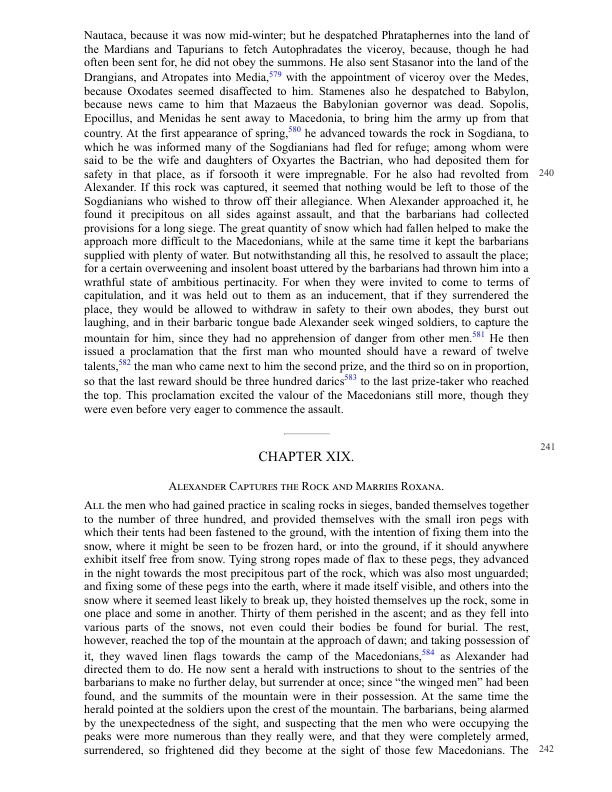 Nautaca, because it was now mid-winter; but he despatched Phrataphernes into the land of
the Mardians and Tapurians to fetch Autophradates the viceroy, because, though he had
often been sent for, he did not obey the summons. He also sent Stasanor into the land of the
Drangians, and Atropates into Media,579 with the appointment of viceroy over the Medes,
because Oxodates seemed disaffected to him. Stamenes also he despatched to Babylon,
because news came to him that Mazaeus the Babylonian governor was dead. Sopolis,
Epocillus, and Menidas he sent away to Macedonia, to bring him the army up from that
country. At the first appearance of spring,580 he advanced towards the rock in Sogdiana, to
which he was informed many of the Sogdianians had fled for refuge; among whom were
said to be the wife and daughters of Oxyartes the Bactrian, who had deposited them for
safety in that place, as if forsooth it were impregnable. For he also had revolted from 240
Alexander. If this rock was captured, it seemed that nothing would be left to those of the
Sogdianians who wished to throw off their allegiance. When Alexander approached it, he
found it precipitous on all sides against assault, and that the barbarians had collected
provisions for a long siege. The great quantity of snow which had fallen helped to make the
approach more difficult to the Macedonians, while at the same time it kept the barbarians
supplied with plenty of water. But notwithstanding all this, he resolved to assault the place;
for a certain overweening and insolent boast uttered by the barbarians had thrown him into a
wrathful state of ambitious pertinacity. For when they were invited to come to terms of
capitulation, and it was held out to them as an inducement, that if they surrendered the
place, they would be allowed to withdraw in safety to their own abodes, they burst out
laughing, and in their barbaric tongue bade Alexander seek winged soldiers, to capture the
mountain for him, since they had no apprehension of danger from other men.581 He then
issued a proclamation that the first man who mounted should have a reward of twelve
talents,582 the man who came next to him the second prize, and the third so on in proportion,
so that the last reward should be three hundred darics583 to the last prize-taker who reached
the top. This proclamation excited the valour of the Macedonians still more, though they
were even before very eager to commence the assault.
241
CHAPTER XIX.
Alexander Captures the Rock and Marries Roxana.
All the men who had gained practice in scaling rocks in sieges, banded themselves together
to the number of three hundred, and provided themselves with the small iron pegs with
which their tents had been fastened to the ground, with the intention of fixing them into the
snow, where it might be seen to be frozen hard, or into the ground, if it should anywhere
exhibit itself free from snow. Tying strong ropes made of flax to these pegs, they advanced
in the night towards the most precipitous part of the rock, which was also most unguarded;
and fixing some of these pegs into the earth, where it made itself visible, and others into the
snow where it seemed least likely to break up, they hoisted themselves up the rock, some in
one place and some in another. Thirty of them perished in the ascent; and as they fell into
various parts of the snows, not even could their bodies be found for burial. The rest,
however, reached the top of the mountain at the approach of dawn; and taking possession of
it, they waved linen flags towards the camp of the Macedonians,584 as Alexander had
directed them to do. He now sent a herald with instructions to shout to the sentries of the
barbarians to make no further delay, but surrender at once; since “the winged men” had been
found, and the summits of the mountain were in their possession. At the same time the
herald pointed at the soldiers upon the crest of the mountain. The barbarians, being alarmed
by the unexpectedness of the sight, and suspecting that the men who were occupying the
peaks were more numerous than they really were, and that they were completely armed,
surrendered, so frightened did they become at the sight of those few Macedonians. The 242